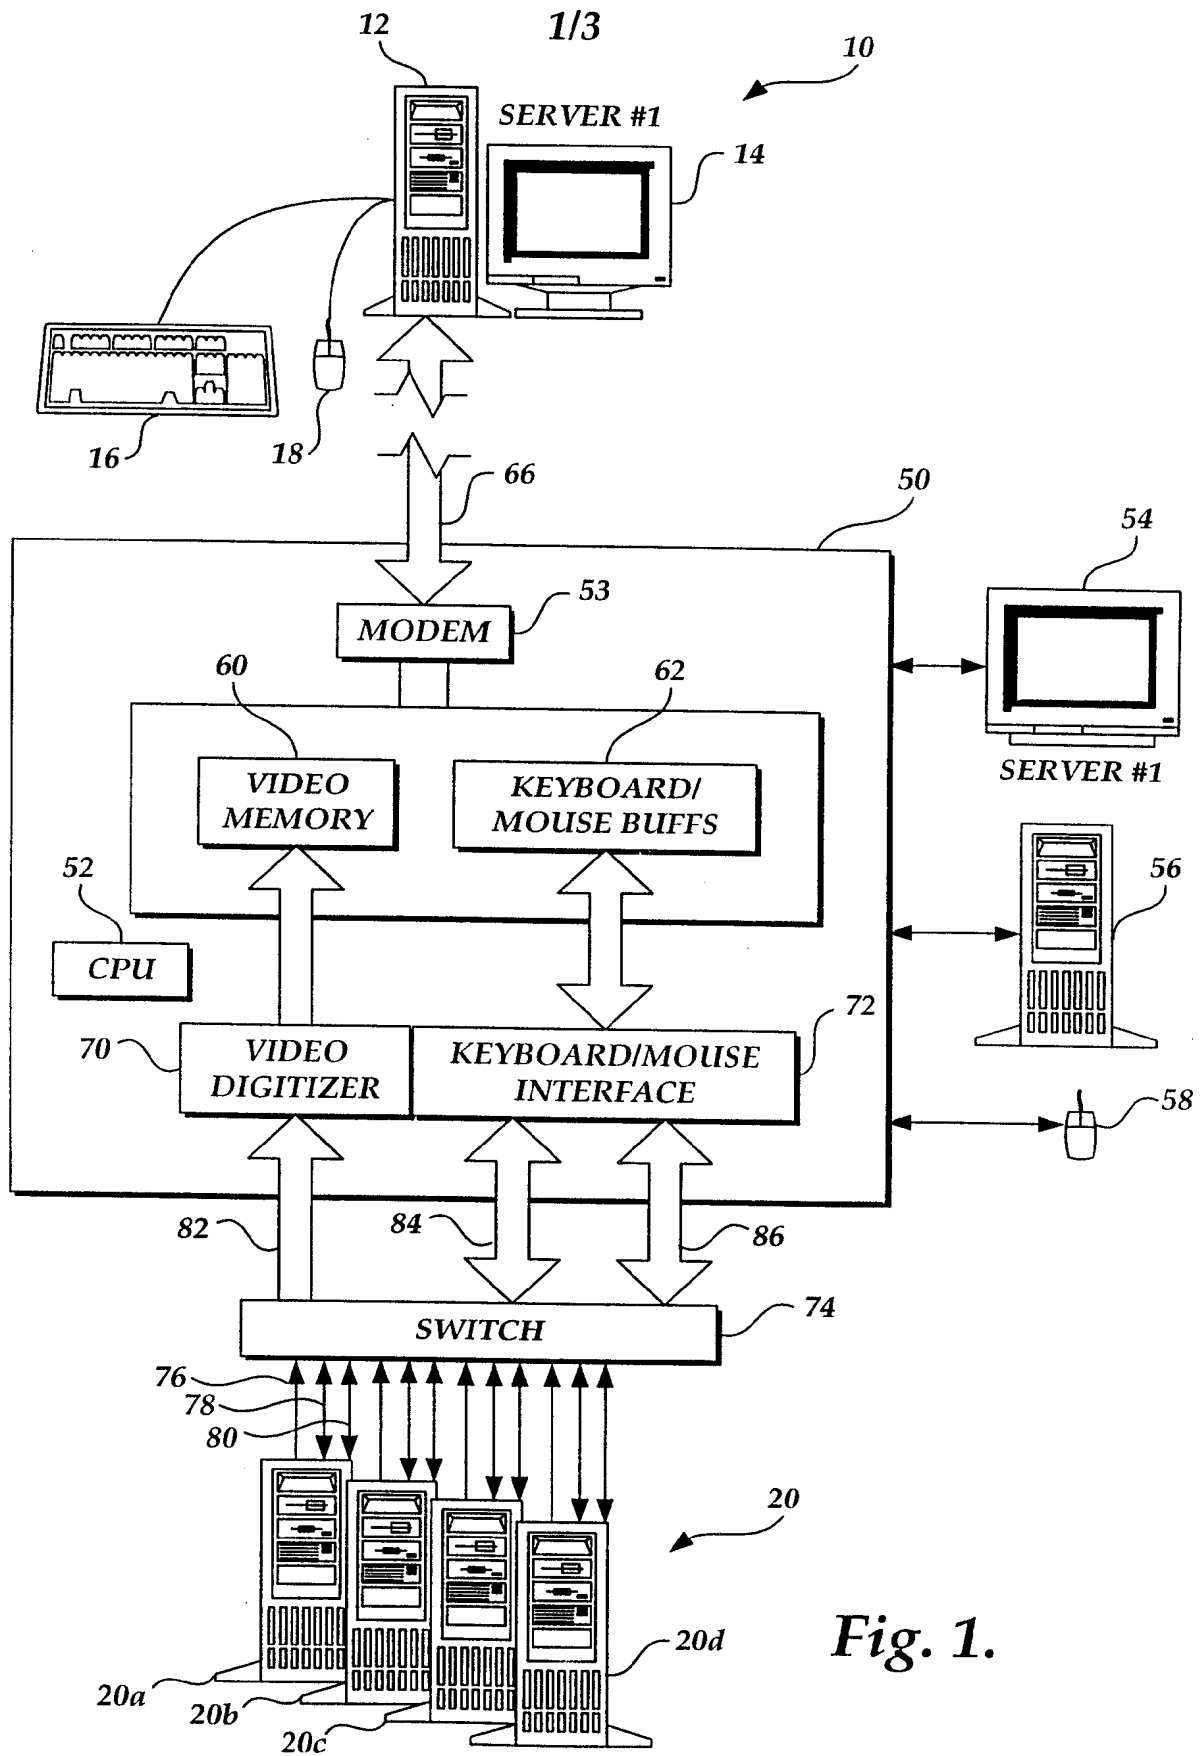 1/3
12
10
SERVER #1
14
16
18
66
50
54
53
MODEM
60
62
VIDEO
MEMORY
KEYBOARD/
MOUSE BUFFS
SERVER #1
52
CPU
56
70
VIDEO
DIGITIZER
KEYBOARD/MOUSE
INTERFACE
72
58
82
84
86
SWITCH
74
76
78
80
20
20a
20b
20c
20d
Fig. 1.